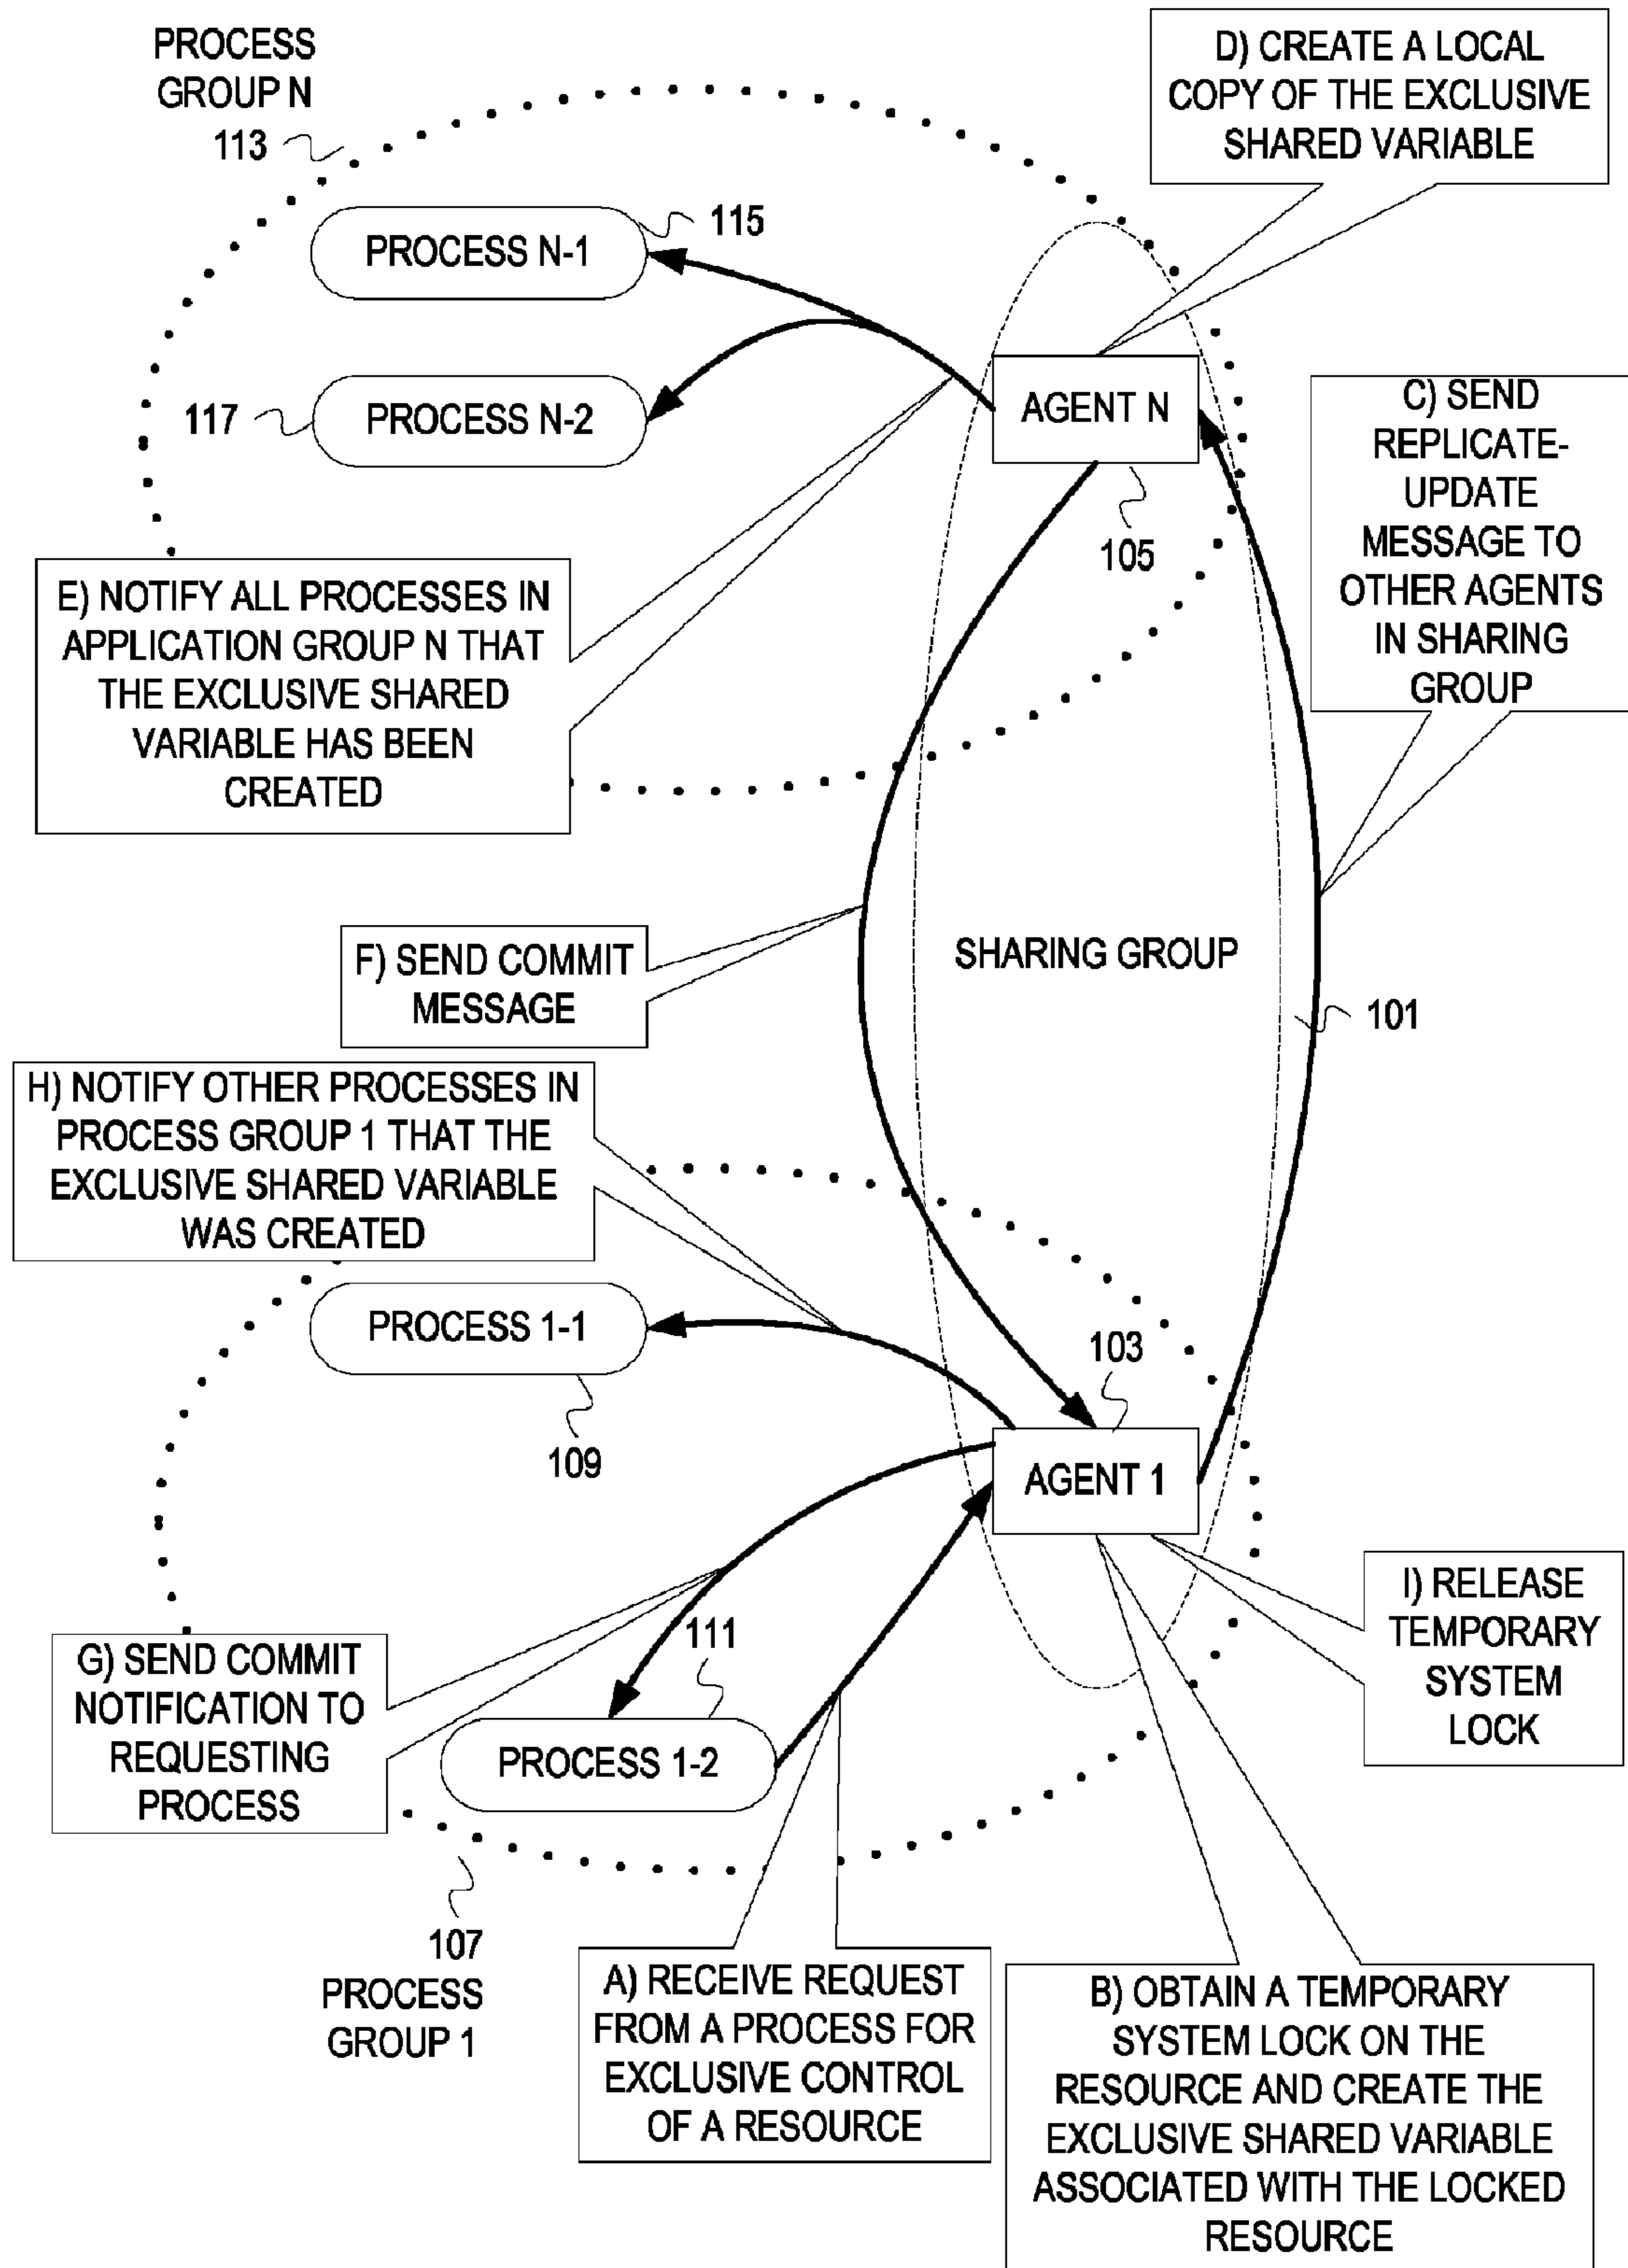 PROCESS
GROUP N
113
D) CREATE A LOCAL
COPY OF THE EXCLUSIVE
SHARED VARIABLE
PROCESS N-1
115
PROCESS N-2
117
AGENT N
105
C) SEND
REPLICATE-
UPDATE
MESSAGE TO
OTHER AGENTS
IN SHARING
GROUP
E) NOTIFY ALL PROCESSES IN
APPLICATION GROUP N THAT
THE EXCLUSIVE SHARED
VARIABLE HAS BEEN
CREATED
F) SEND COMMIT
MESSAGE
SHARING GROUP
101
H) NOTIFY OTHER PROCESSES IN
PROCESS GROUP 1 THAT THE
EXCLUSIVE SHARED VARIABLE
WAS CREATED
PROCESS 1-1
109
103
AGENT 1
G) SEND COMMIT
NOTIFICATION TO
REQUESTING
PROCESS
111
PROCESS 1-2
I) RELEASE
TEMPORARY
SYSTEM
LOCK
107
PROCESS
GROUP 1
A) RECEIVE REQUEST
FROM A PROCESS FOR
EXCLUSIVE CONTROL
OF A RESOURCE
B) OBTAIN A TEMPORARY
SYSTEM LOCK ON THE
RESOURCE AND CREATE THE
EXCLUSIVE SHARED VARIABLE
ASSOCIATED WITH THE LOCKED
RESOURCE